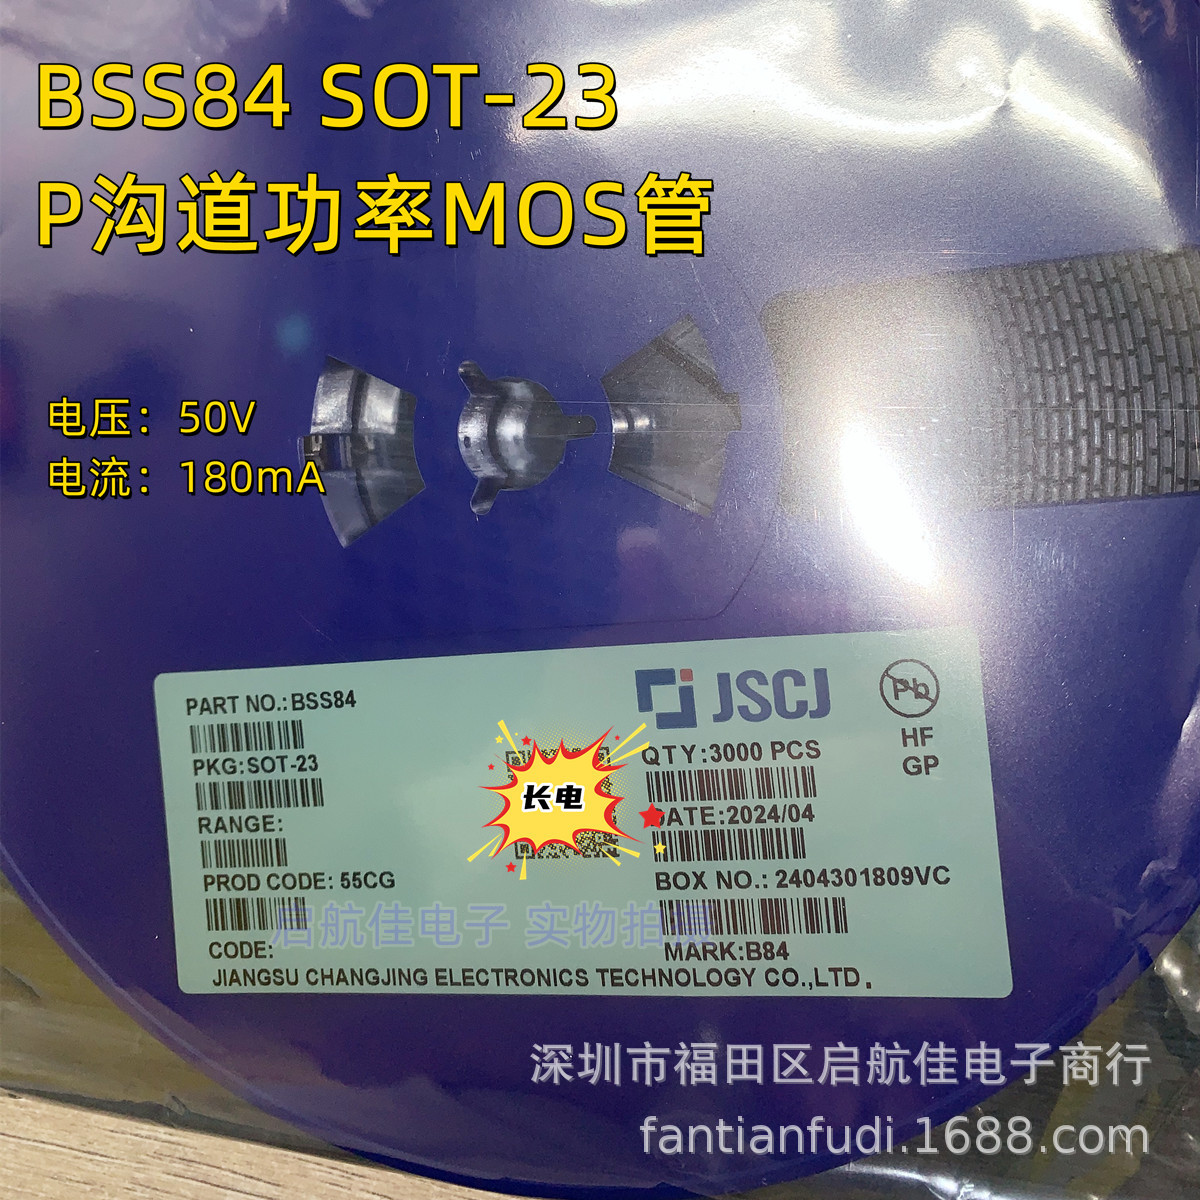 BSS84 SOT-23
P沟道功率MOS管
电压：50V
电流：180mA
PART NO.:BSS84
JSCJ
Pb
PKG:SOT-23
QTY:3000 PCS
HF
GP
长电
RANGE:
DATE:2024/04
PROD CODE: 55CG
BOX NO.: 2404301809VC
启航佳电子 实物拍摄
CODE:
MARK:B84
JIANGSU CHANGJING ELECTRONICS TECHNOLOGY CO.,LTD.
深圳市福田区启航佳电子商行
fantianfudi.1688.com